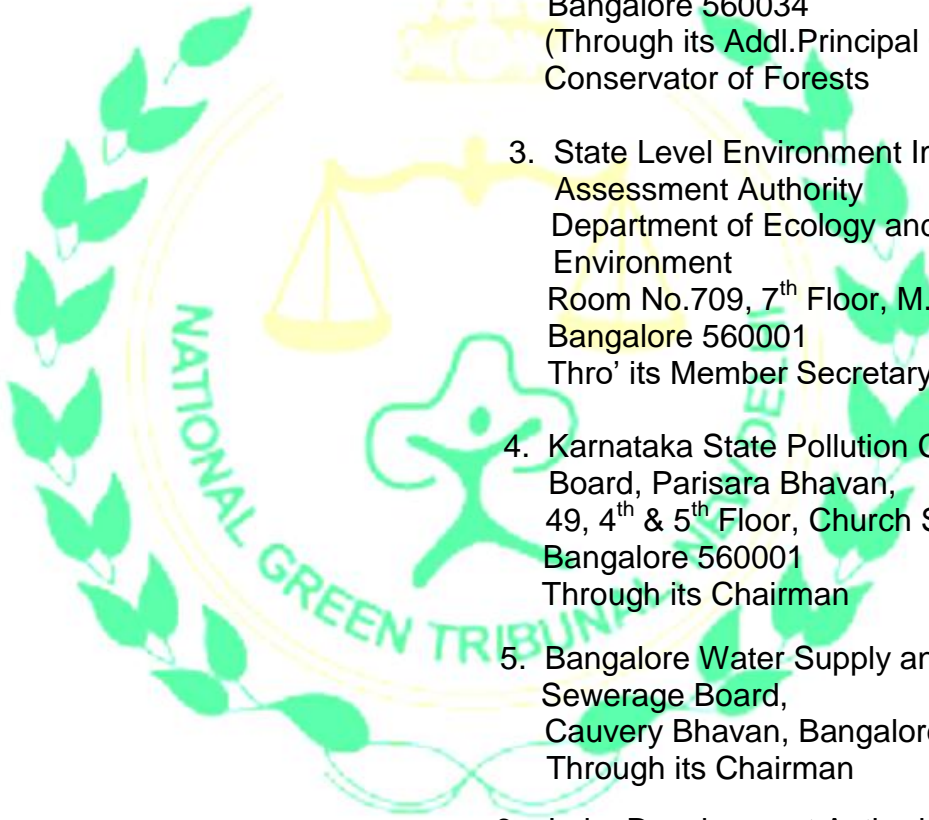 Bangalore 560034
(Through its Addl.Principal
Conservator of Forests
3. State Level Environment
Assessment Authority
Department of Ecology and
Environment
Room No.709, 7th Floor, M.
Bangalore 560001
Thro' its Member Secretary
4. Karnataka State Pollution
Board, Parisara Bhavan,
49, 4th & 5th Floor, Church
Bangalore 560001
Through its Chairman
5. Bangalore Water Supply
Sewerage Board,
Cauvery Bhavan, Bangalore
Through its Chairman
NATIONAL GREEN TRIBUNAL, NEW DELHI